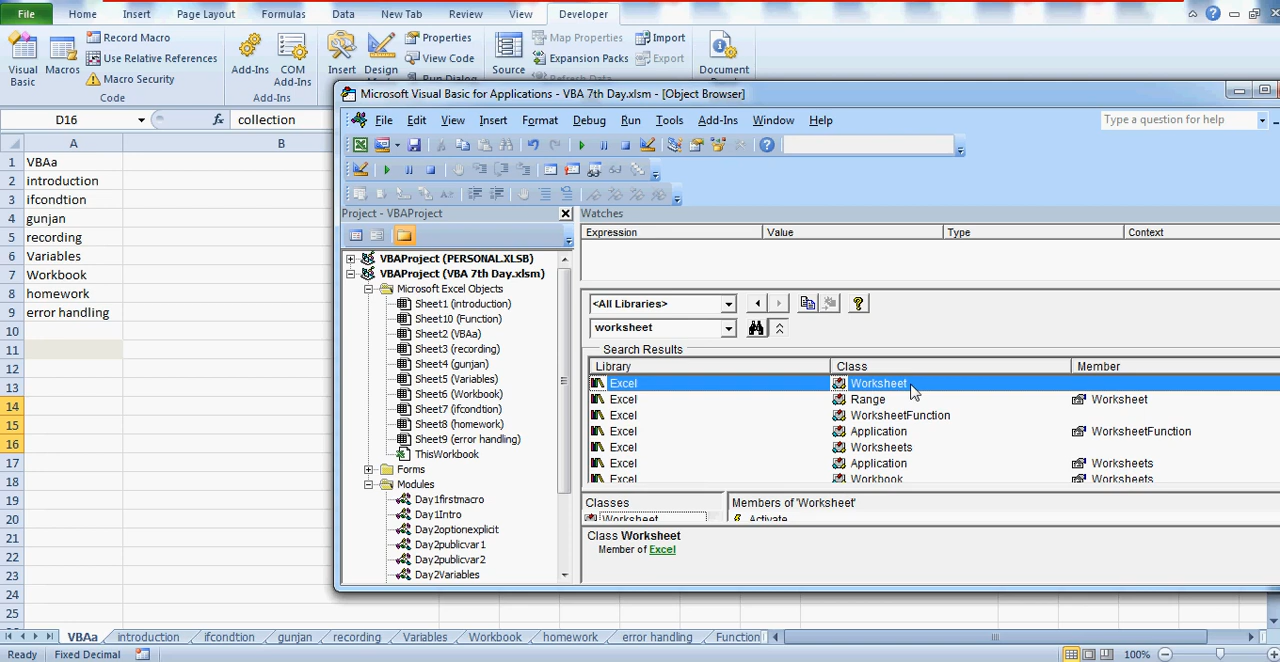 File Home Insert Page Layout Formulas Data New Tab Review View Developer
Visual Basic
Macros
Record Macro
Use Relative References
Macro Security
Code
Add-Ins
COM Add-Ins
Add-Ins
Insert
Design
Properties
View Code
Run Dialog
Source
Map Properties
Expansion Packs
Refresh Data
Import
Export
Document
D16 fx collection
A B
1 VBAa
2 introduction
3 ifcondtion
4 gunjan
5 recording
6 Variables
7 Workbook
8 homework
9 error handling
10
11
12
13
14
15
16
17
18
19
20
21
22
23
24
25
Microsoft Visual Basic for Applications - VBA 7th Day.xlsm - [Object Browser]
File Edit View Insert Format Debug Run Tools Add-Ins Window Help
Type a question for help
Project - VBAProject
VBAProject (PERSONAL.XLSB)
VBAProject (VBA 7th Day.xlsm)
Microsoft Excel Objects
Sheet1 (introduction)
Sheet10 (Function)
Sheet2 (VBAa)
Sheet3 (recording)
Sheet4 (gunjan)
Sheet5 (Variables)
Sheet6 (Workbook)
Sheet7 (ifcondtion)
Sheet8 (homework)
Sheet9 (error handling)
ThisWorkbook
Forms
Modules
Day1firstmacro
Day1Intro
Day2optionexplicit
Day2publicvar1
Day2publicvar2
Day2Variables
Watches
Expression Value Type Context
<All Libraries>
worksheet
Search Results
Library Class Member
Excel Worksheet
Excel Range Worksheet
Excel WorksheetFunction
Excel Application WorksheetFunction
Excel Worksheets
Excel Application Worksheets
Excel Workbook Worksheets
Classes Members of 'Worksheet'
Worksheet Activate
Class Worksheet
Member of Excel
VBAa introduction ifcondtion gunjan recording Variables Workbook homework error handling Function
Ready Fixed Decimal 100%